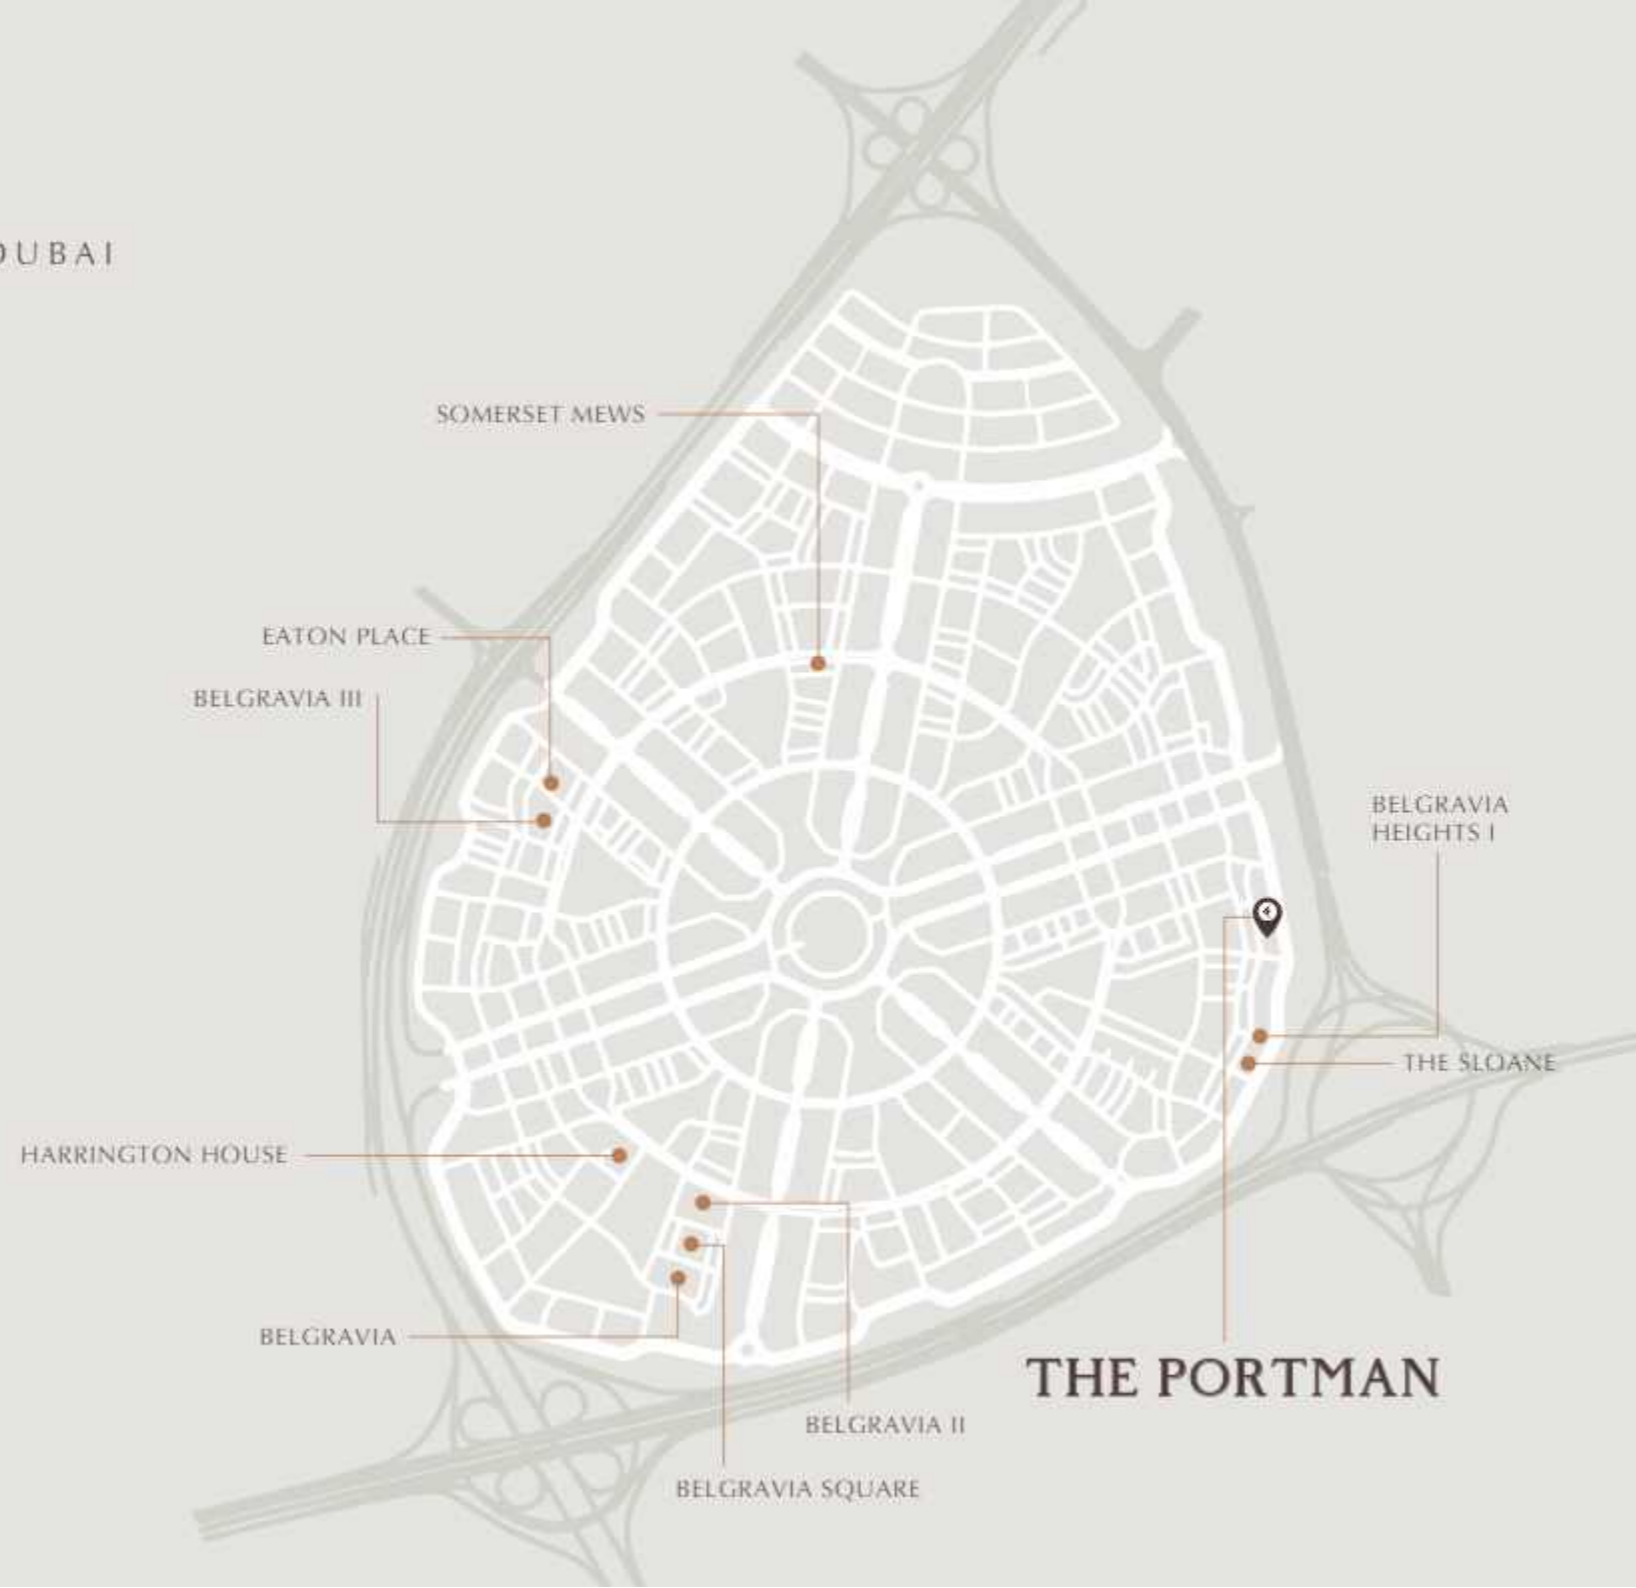 DUBAI
SOMERSET MEWS
EATON PLACE
BELGRAVIA III
BELGRAVIA
HEIGHTS I
THE SLOANE
HARRINGTON HOUSE
BELGRAVIA
THE PORTMAN
BELGRAVIA II
BELGRAVIA SQUARE